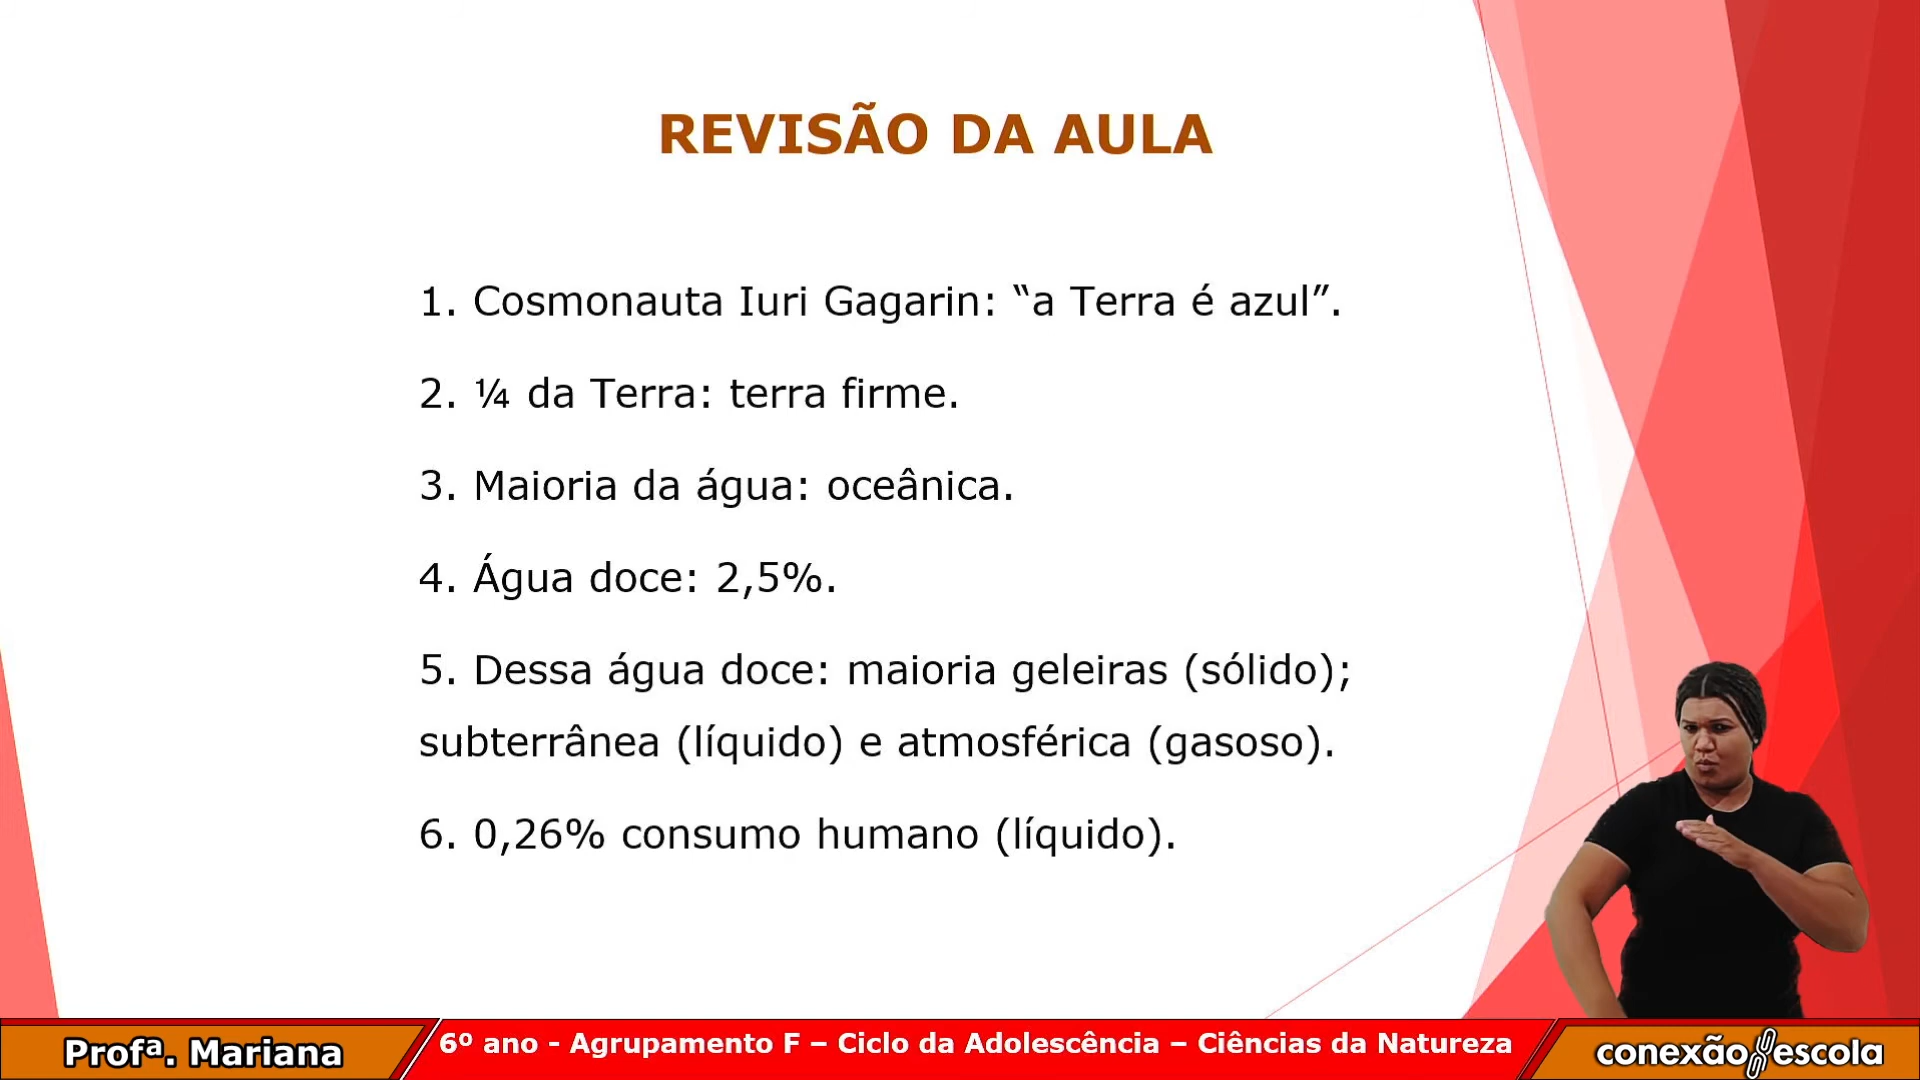 REVISÃO DA AULA
1. Cosmonauta Iuri Gagarin: “a Terra é azul”.
2. ¼ da Terra: terra firme.
3. Maioria da água: oceânica.
4. Água doce: 2,5%.
5. Dessa água doce: maioria geleiras (sólido);
subterrânea (líquido) e atmosférica (gasoso).
6. 0,26% consumo humano (líquido).
Profª. Mariana
6º ano - Agrupamento F – Ciclo da Adolescência – Ciências da Natureza
conexão escola